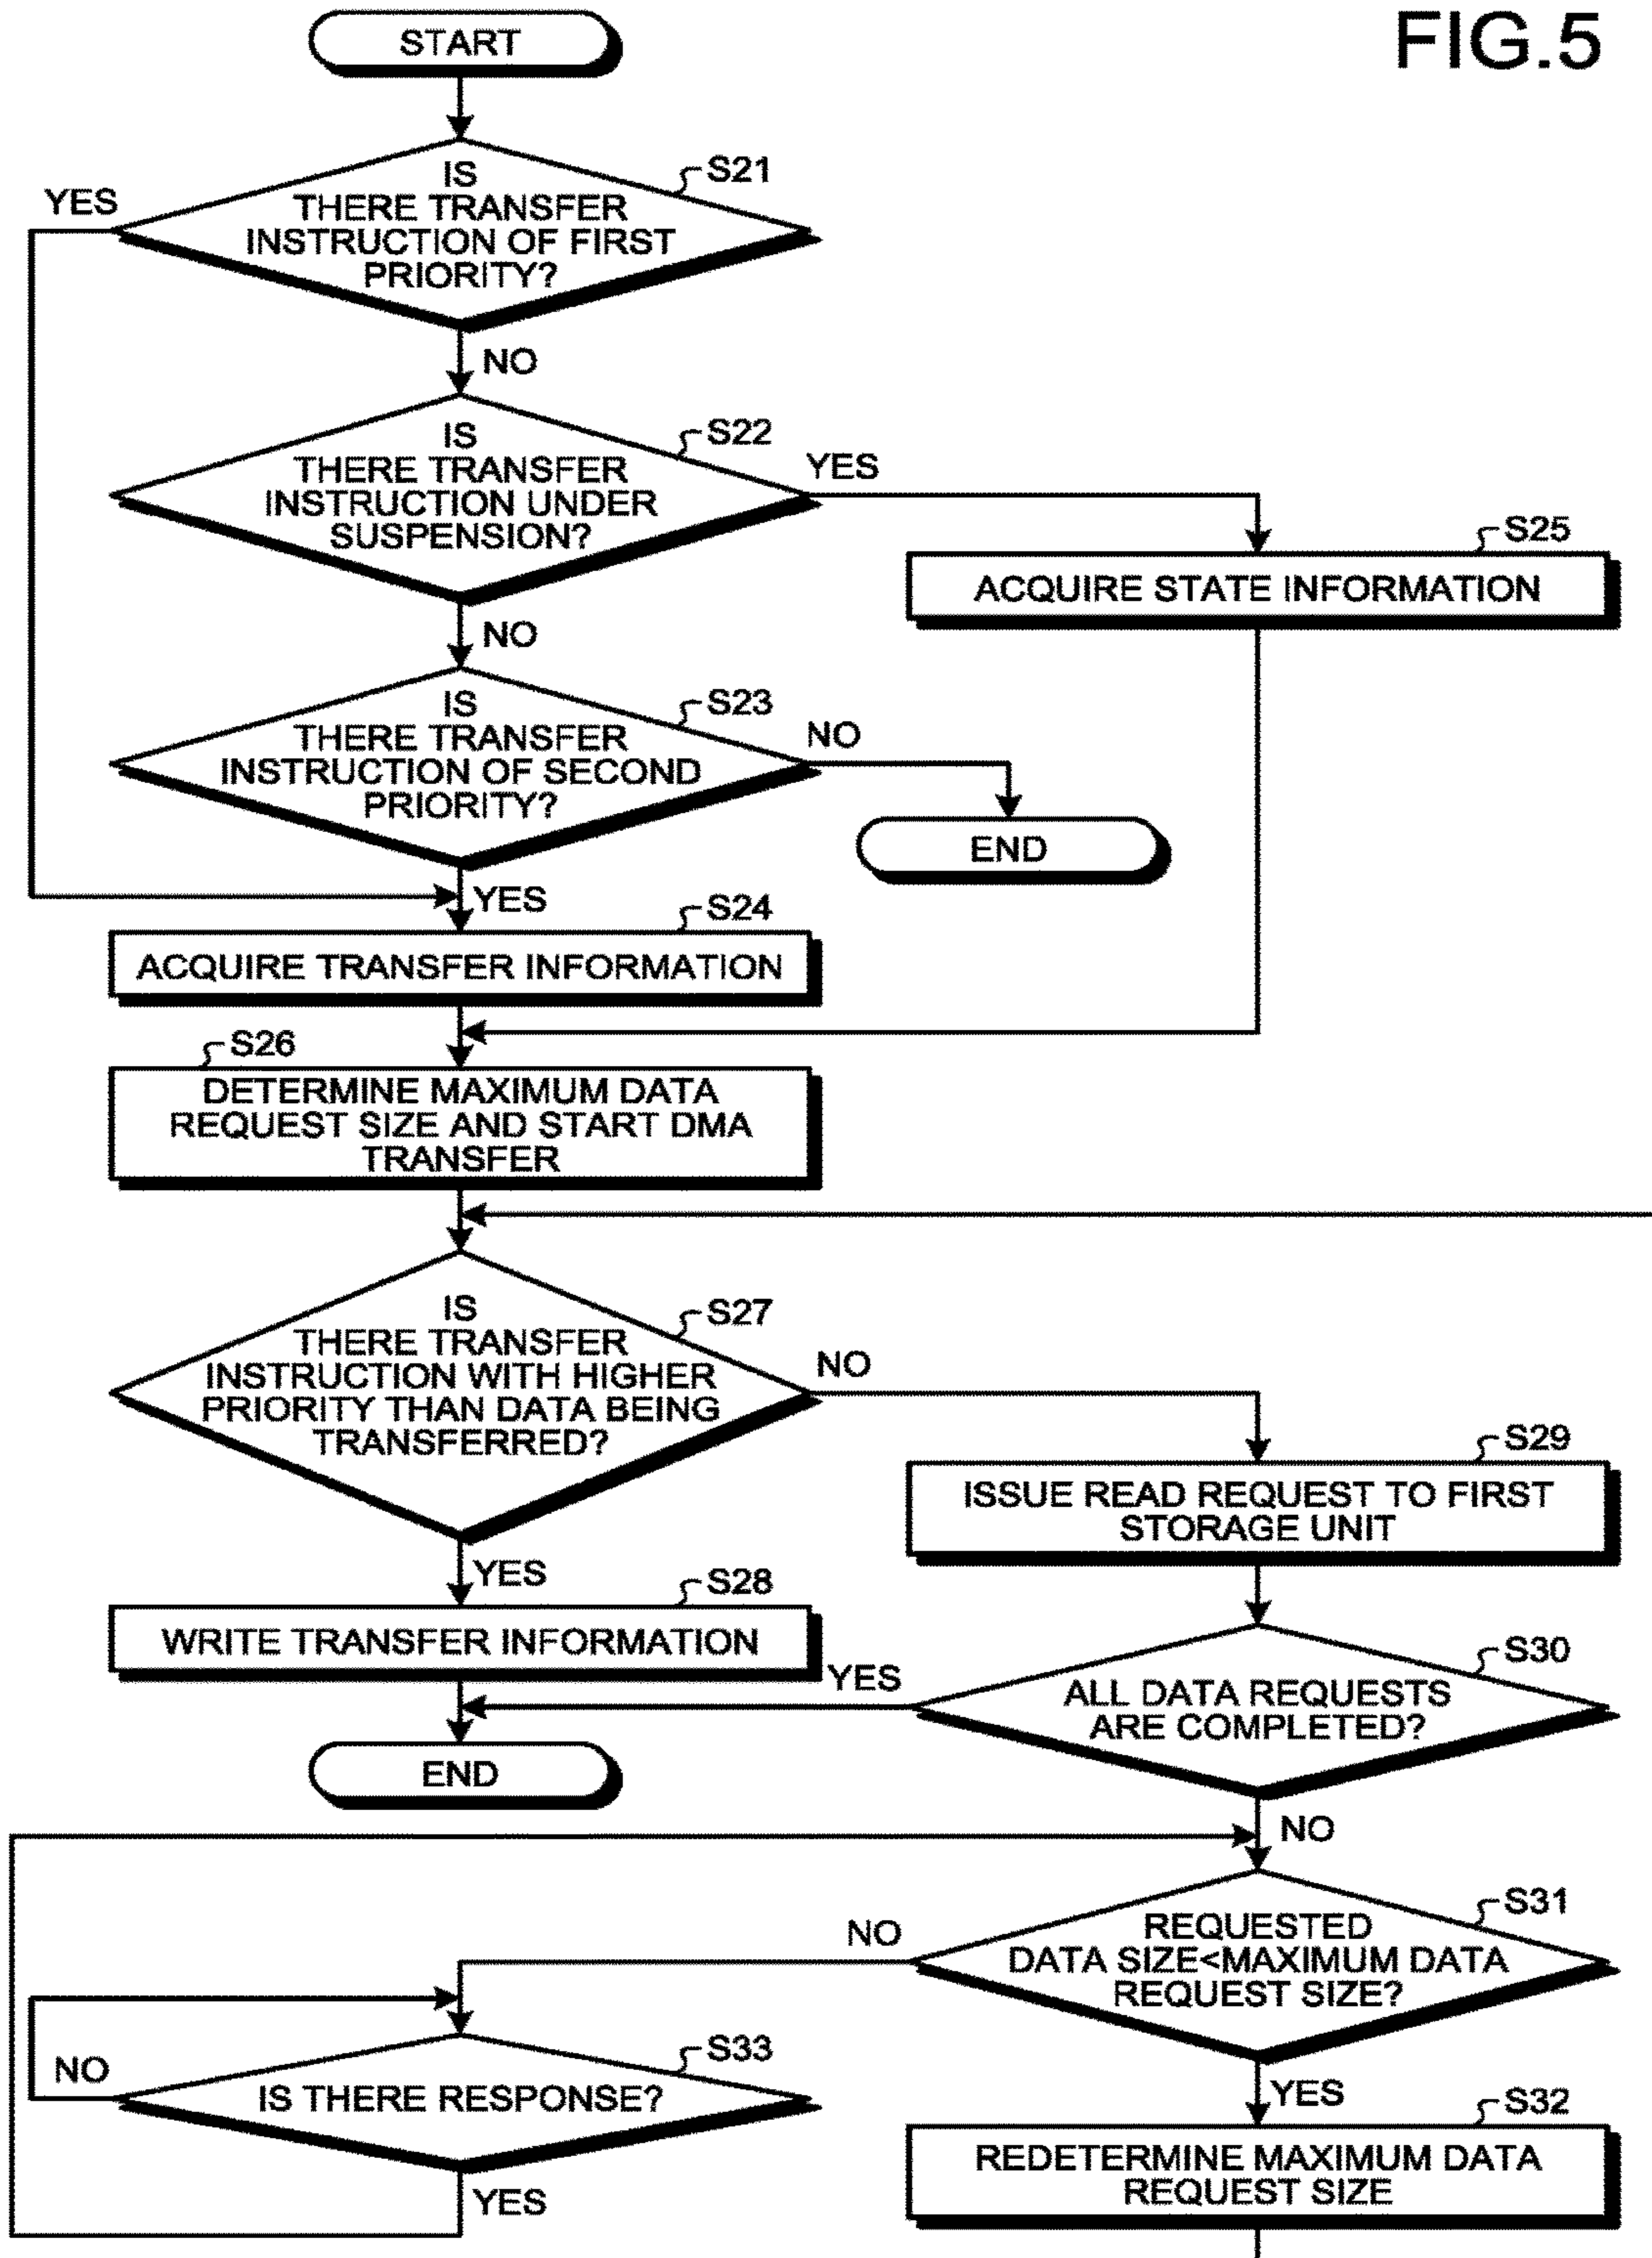 FIG.5
START
S21
IS
THERE TRANSFER
INSTRUCTION OF FIRST
PRIORITY?
YES
NO
S22
IS
THERE TRANSFER
INSTRUCTION UNDER
SUSPENSION?
YES
NO
S25
ACQUIRE STATE INFORMATION
S23
IS
THERE TRANSFER
INSTRUCTION OF SECOND
PRIORITY?
NO
END
YES
S24
ACQUIRE TRANSFER INFORMATION
S26
DETERMINE MAXIMUM DATA
REQUEST SIZE AND START DMA
TRANSFER
S27
IS
THERE TRANSFER
INSTRUCTION WITH HIGHER
PRIORITY THAN DATA BEING
TRANSFERRED?
NO
YES
S29
ISSUE READ REQUEST TO FIRST
STORAGE UNIT
S28
WRITE TRANSFER INFORMATION
S30
ALL DATA REQUESTS
ARE COMPLETED?
YES
END
NO
S31
REQUESTED
DATA SIZE<MAXIMUM DATA
REQUEST SIZE?
NO
YES
S33
IS THERE RESPONSE?
NO
YES
S32
REDETERMINE MAXIMUM DATA
REQUEST SIZE